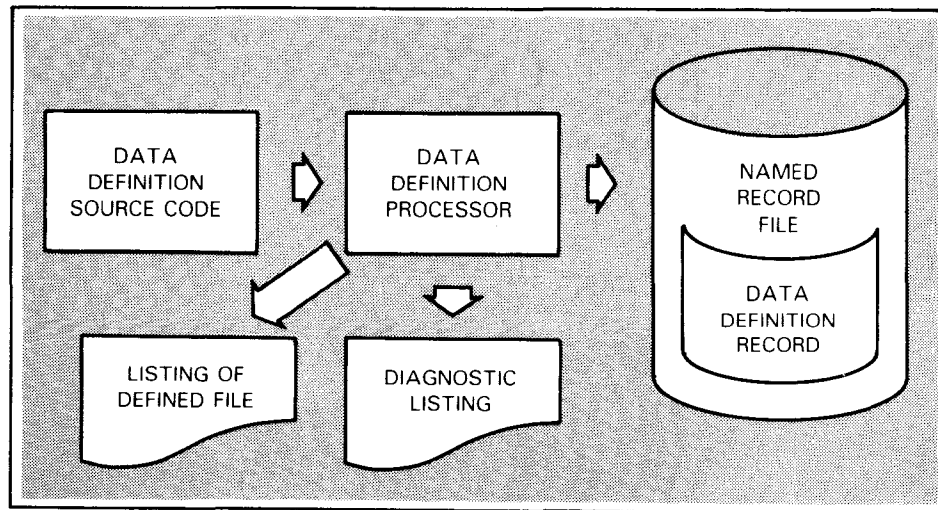 DATA
DEFINITION
SOURCE CODE
DATA
DEFINITION
PROCESSOR
NAMED
RECORD
FILE
DATA
DEFINITION
RECORD
LISTING OF
DEFINED FILE
DIAGNOSTIC
LISTING